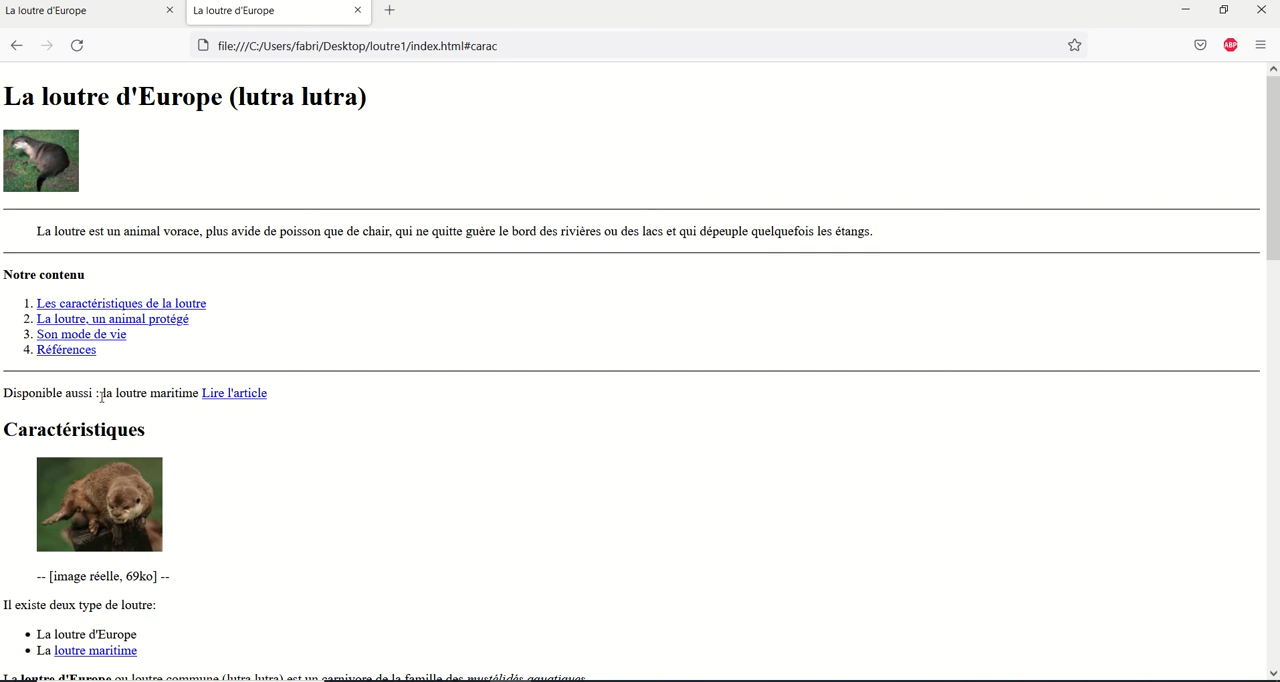 La loutre d'Europe
La loutre d'Europe
file:///C:/Users/fabri/Desktop/loutre1/index.html#carac
ABP
La loutre d'Europe (lutra lutra)
La loutre est un animal vorace, plus avide de poisson que de chair, qui ne quitte guère le bord des rivières ou des lacs et qui dépeuple quelquefois les étangs.
Notre contenu
1. Les caractéristiques de la loutre
2. La loutre, un animal protégé
3. Son mode de vie
4. Références
Disponible aussi : la loutre maritime Lire l'article
Caractéristiques
-- [image réelle, 69ko] --
Il existe deux type de loutre:
• La loutre d'Europe
• La loutre maritime
La loutre d'Europe ou loutre commune (lutra lutra) est un carnivore de la famille des mustélidés aquatiques